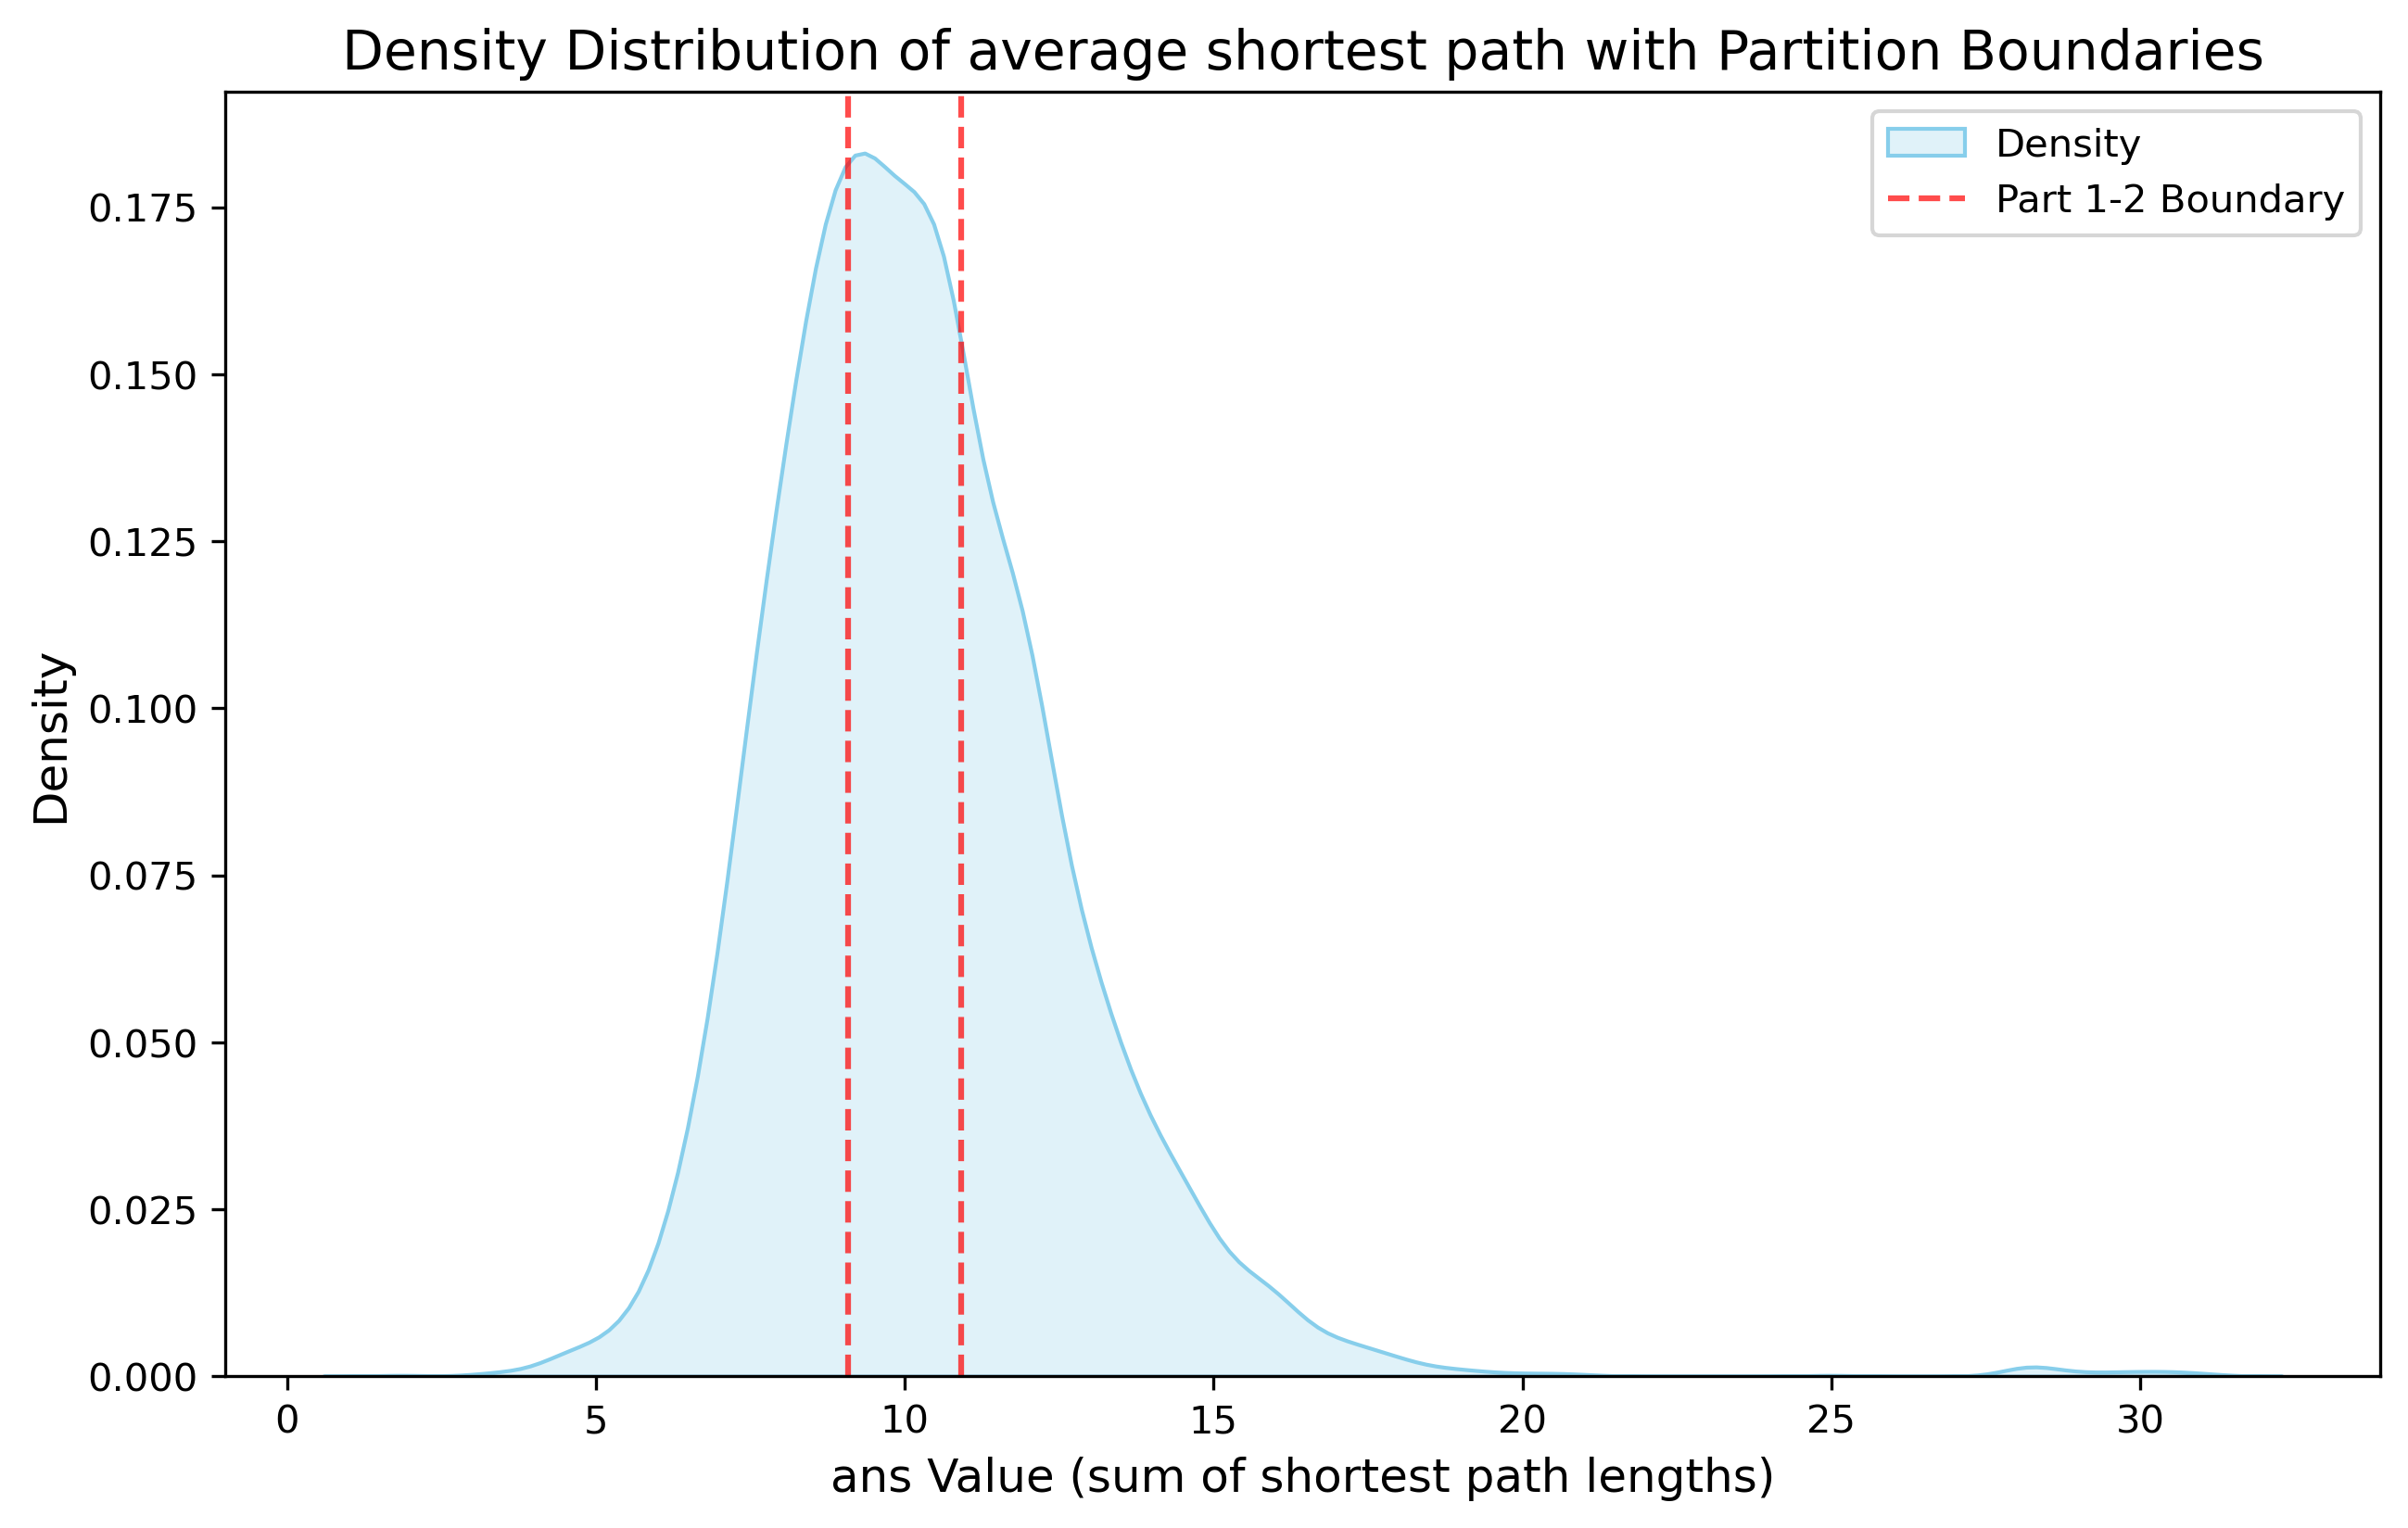 Density Distribution of average shortest path with Partition Boundaries
Density
Part 1-2 Boundary
Density
0.175
0.150
0.125
0.100
0.075
0.050
0.025
0.000
0 5 10 15 20 25 30
ans Value (sum of shortest path lengths)